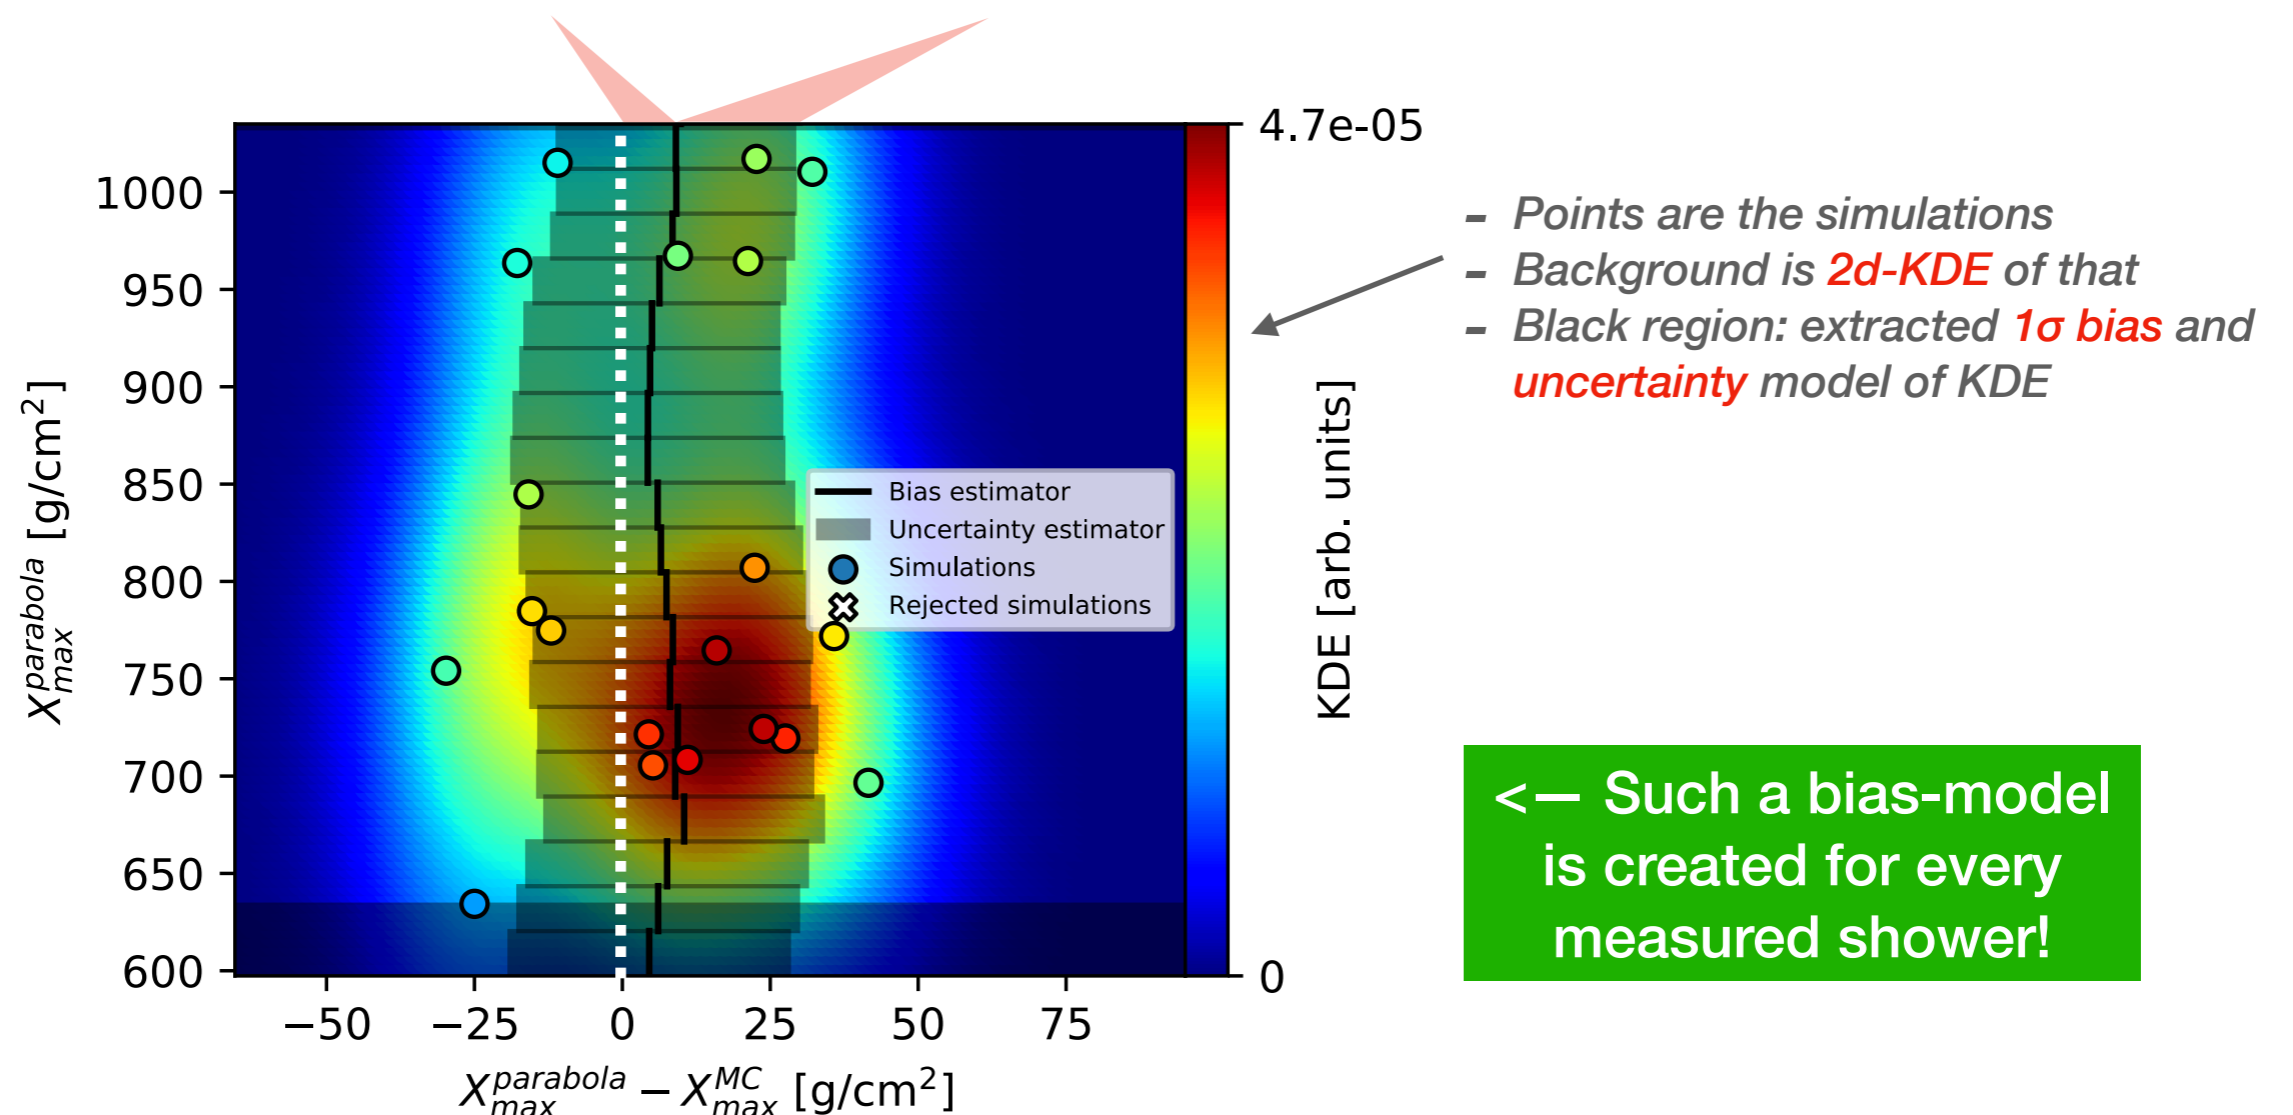 4.7e-05
1000
950
900
850
800
750
700
650
600
X^{parabola}_{max} [g/cm²]
−50
−25
0
25
50
75
X^{parabola}_{max} − X^{MC}_{max} [g/cm²]
Bias estimator
Uncertainty estimator
Simulations
Rejected simulations
0
KDE [arb. units]
- Points are the simulations
- Background is 2d-KDE of that
- Black region: extracted 1σ bias and
uncertainty model of KDE
<— Such a bias-model
is created for every
measured shower!